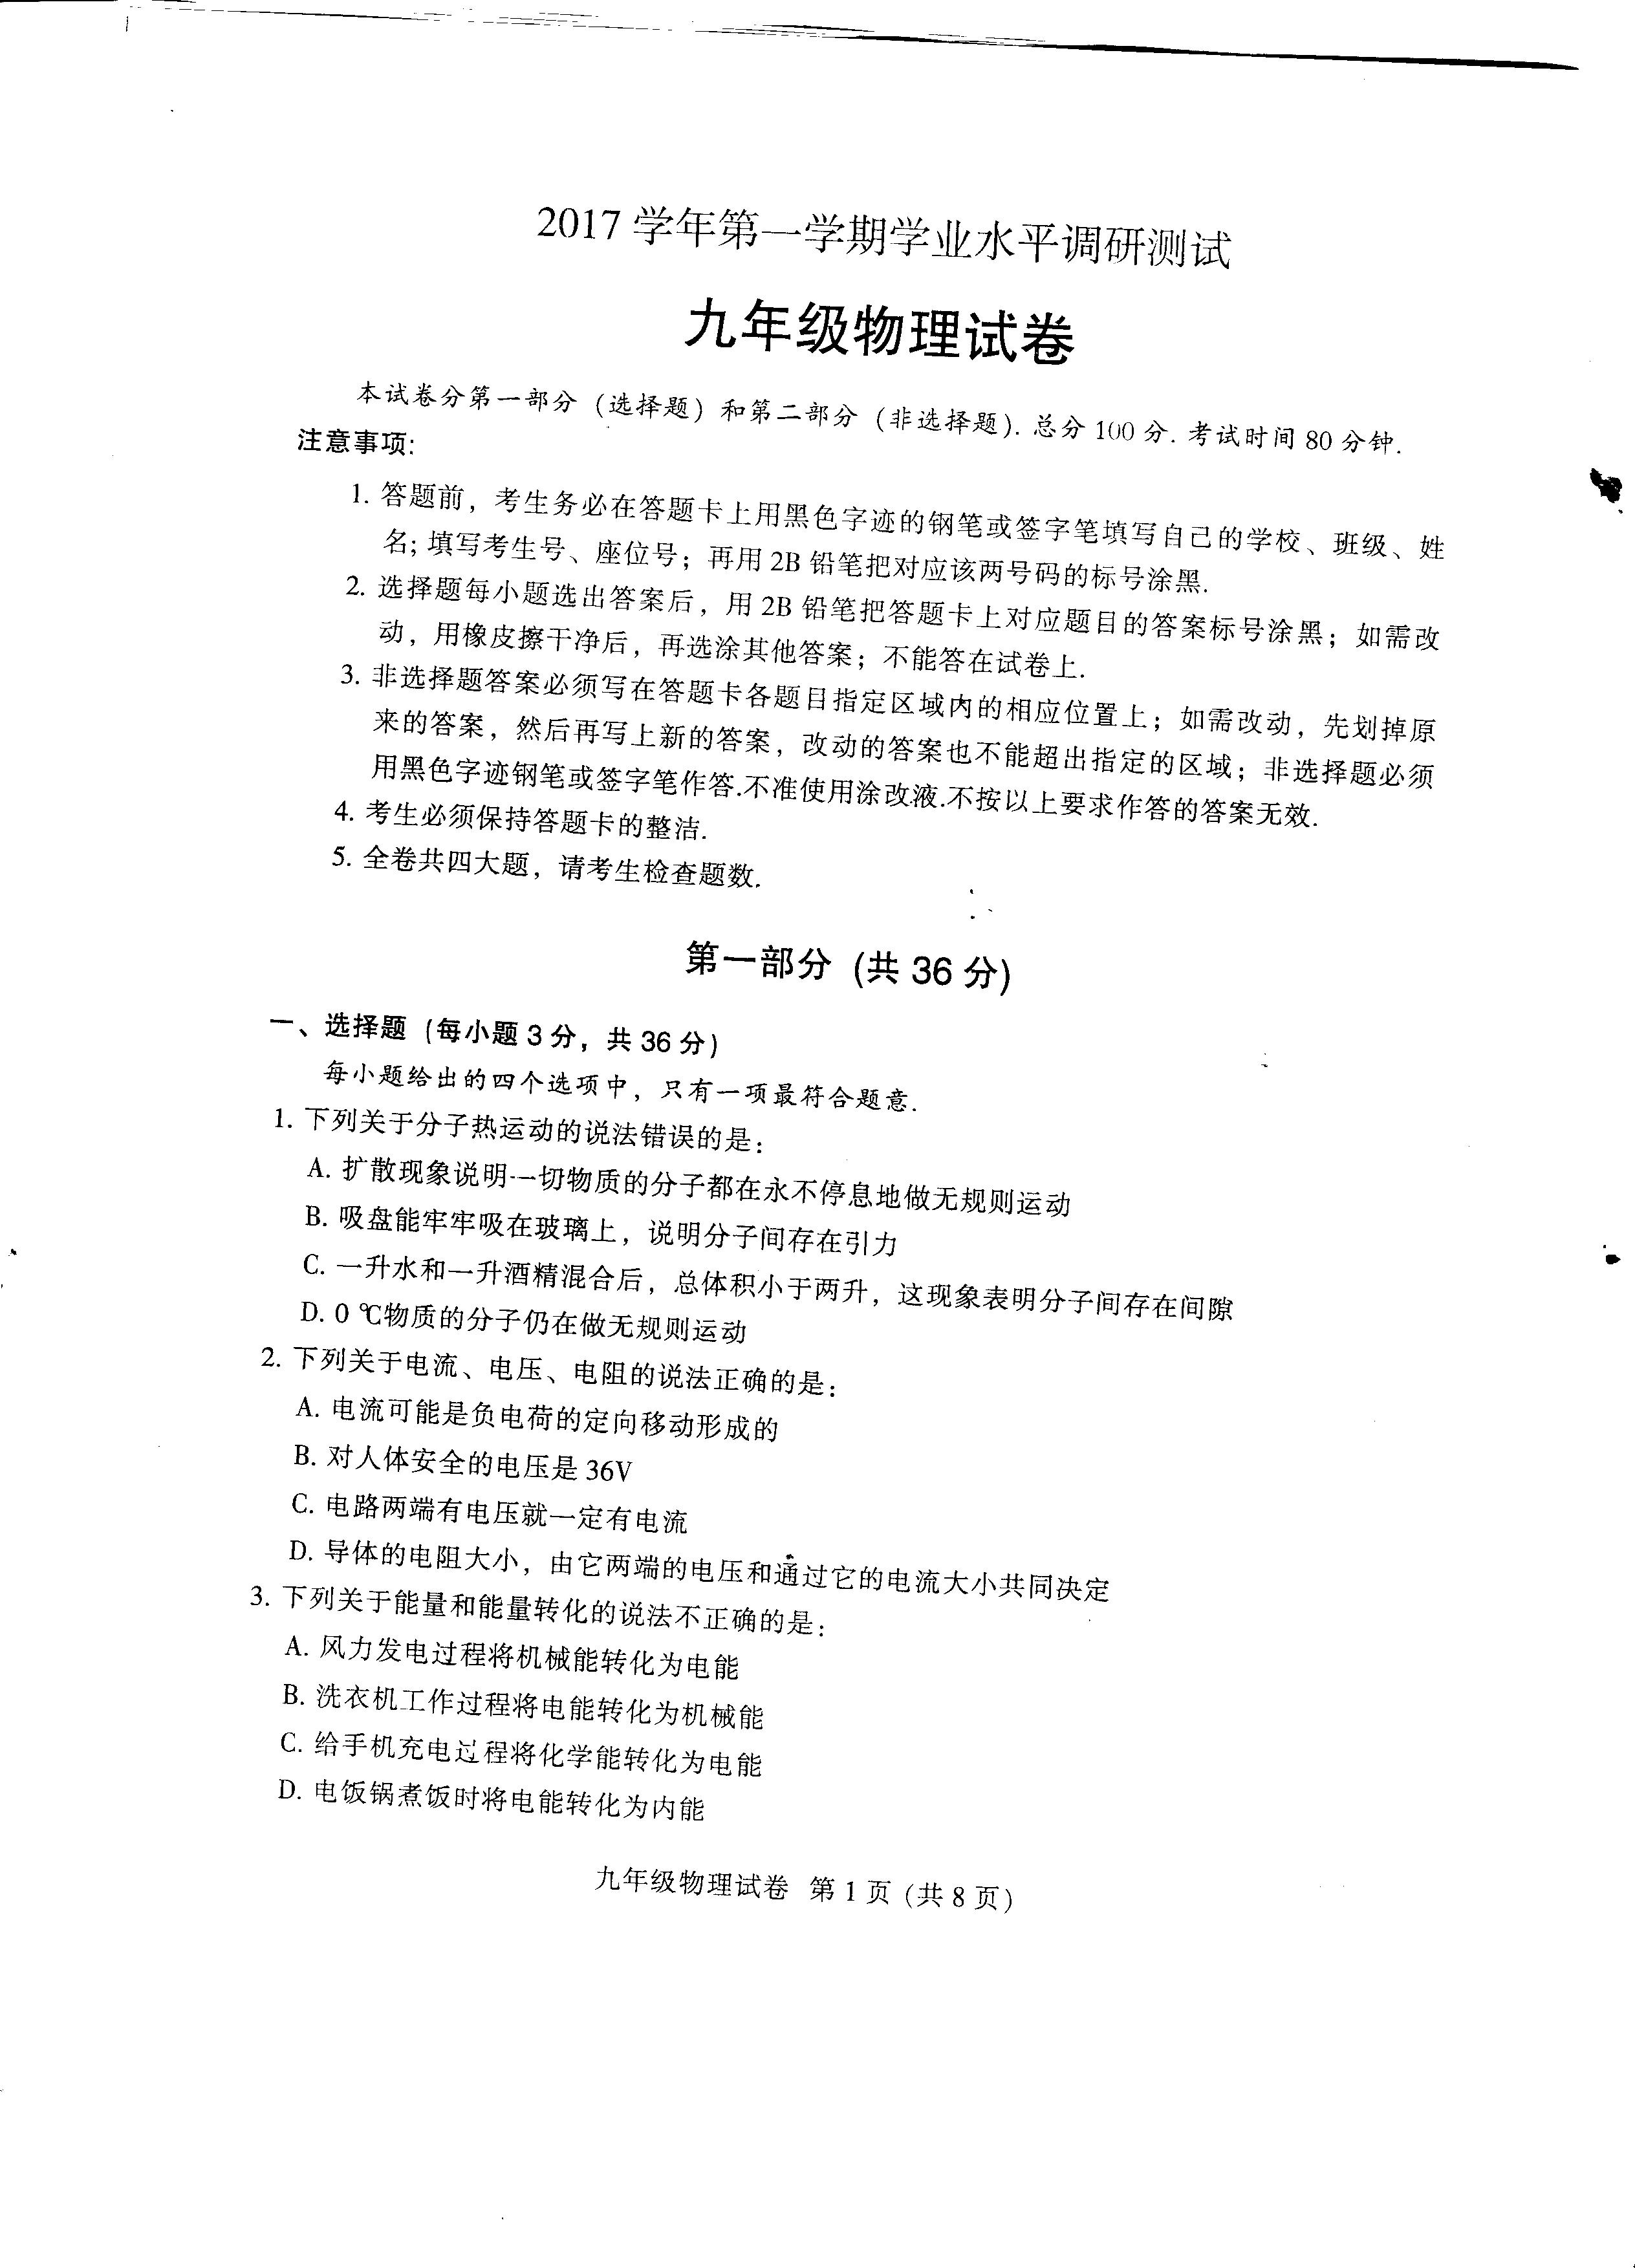 2017 学年第一学期学业水平调研测试
九年级物理试卷
本试卷分第一部分 (选择题) 和第二部分 (非选择题). 总分 100 分. 考试时间 80 分钟.
注意事项:
1. 答题前，考生务必在答题卡上用黑色字迹的钢笔或签字笔填写自己的学校、班级、姓
名; 填写考生号、座位号；再用 2B 铅笔把对应该两号码的标号涂黑.
2. 选择题每小题选出答案后，用 2B 铅笔把答题卡上对应题目的答案标号涂黑；如需改
动，用橡皮擦干净后，再选涂其他答案；不能答在试卷上.
3. 非选择题答案必须写在答题卡各题目指定区域内的相应位置上；如需改动，先划掉原
来的答案，然后再写上新的答案，改动的答案也不能超出指定的区域；非选择题必须
用黑色字迹钢笔或签字笔作答.不准使用涂改液.不按以上要求作答的答案无效.
4. 考生必须保持答题卡的整洁.
5. 全卷共四大题，请考生检查题数.
第一部分 (共 36 分)
一、选择题 (每小题 3 分，共 36 分)
每小题给出的四个选项中，只有一项最符合题意.
1. 下列关于分子热运动的说法错误的是：
A. 扩散现象说明一切物质的分子都在永不停息地做无规则运动
B. 吸盘能牢牢吸在玻璃上，说明分子间存在引力
C. 一升水和一升酒精混合后，总体积小于两升，这现象表明分子间存在间隙
D. 0 ℃物质的分子仍在做无规则运动
2. 下列关于电流、电压、电阻的说法正确的是：
A. 电流可能是负电荷的定向移动形成的
B. 对人体安全的电压是 36V
C. 电路两端有电压就一定有电流
D. 导体的电阻大小，由它两端的电压和通过它的电流大小共同决定
3. 下列关于能量和能量转化的说法不正确的是：
A. 风力发电过程将机械能转化为电能
B. 洗衣机工作过程将电能转化为机械能
C. 给手机充电过程将化学能转化为电能
D. 电饭锅煮饭时将电能转化为内能
九年级物理试卷 第 1 页 (共 8 页)